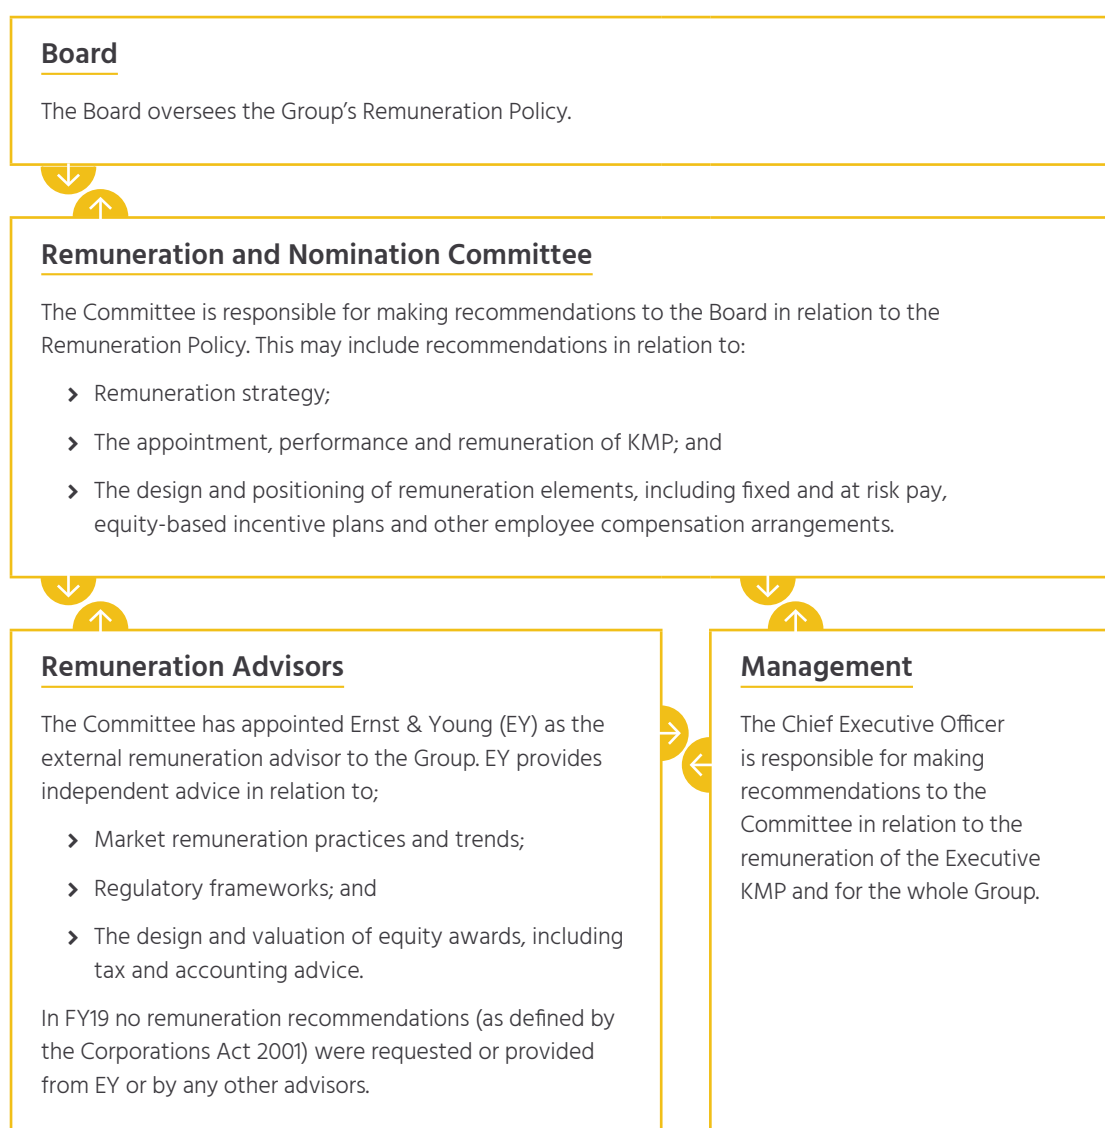 Board
The Board oversees the Group’s Remuneration Policy.
Remuneration and Nomination Committee
The Committee is responsible for making recommendations to the Board in relation to the
Remuneration Policy. This may include recommendations in relation to:
Remuneration strategy;
The appointment, performance and remuneration of KMP; and
The design and positioning of remuneration elements, including fixed and at risk pay,
equity-based incentive plans and other employee compensation arrangements.
Remuneration Advisors
The Committee has appointed Ernst & Young (EY) as the
external remuneration advisor to the Group. EY provides
independent advice in relation to;
Market remuneration practices and trends;
Regulatory frameworks; and
The design and valuation of equity awards, including
tax and accounting advice.
In FY19 no remuneration recommendations (as defined by
the Corporations Act 2001) were requested or provided
from EY or by any other advisors.
Management
The Chief Executive Officer
is responsible for making
recommendations to the
Committee in relation to the
remuneration of the Executive
KMP and for the whole Group.